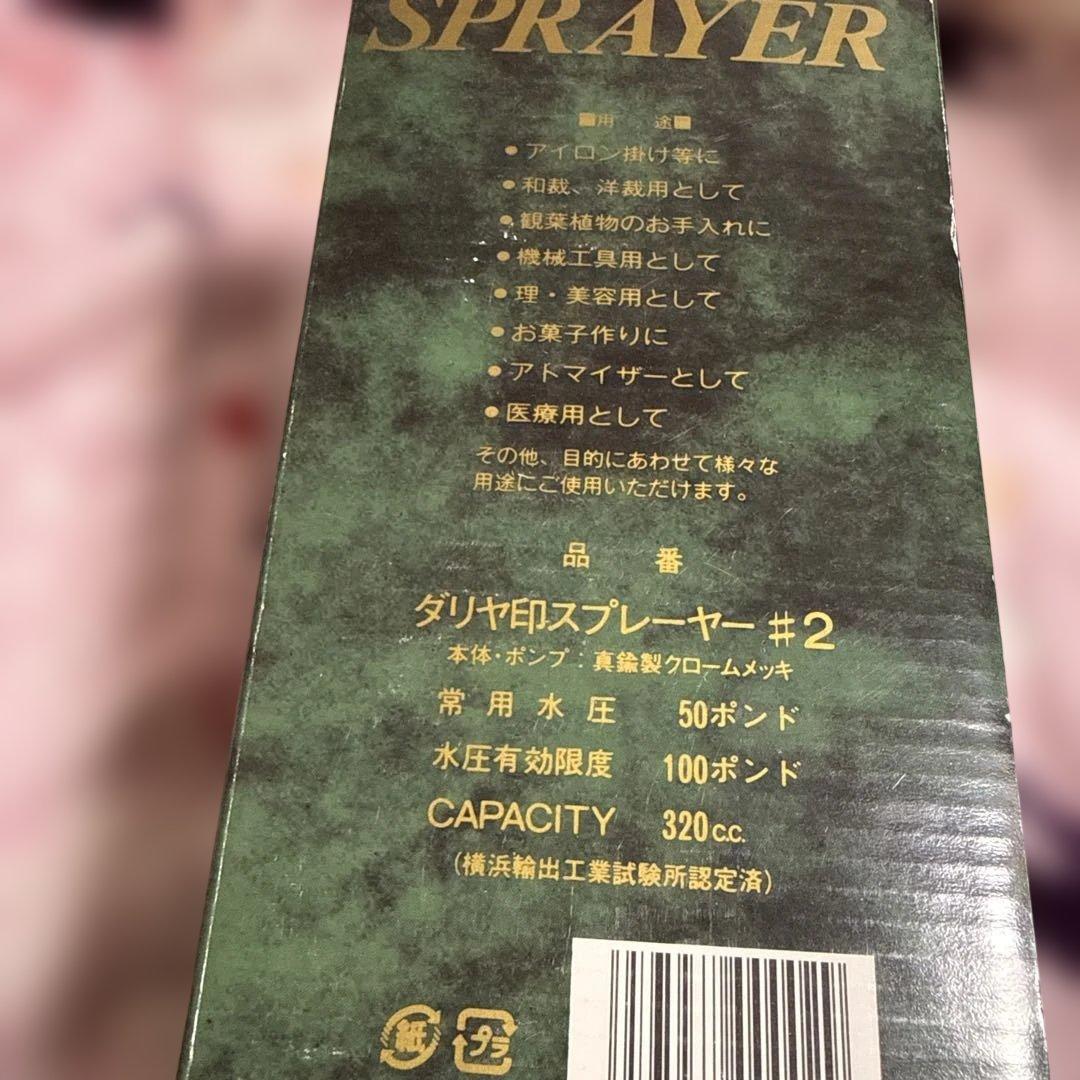 SPRAYER
■用 途■
●アイロン掛け等に
●和裁、洋裁用として
●観葉植物のお手入れに
●機械工具用として
●理・美容用として
●お菓子作りに
●アトマイザーとして
●医療用として
その他、目的にあわせて様々な
用途にご使用いただけます。
品 番
ダリヤ印スプレーヤー #2
本体・ポンプ:真鍮製クロームメッキ
常用水圧 50ポンド
水圧有効限度 100ポンド
CAPACITY 320c.c.
(横浜輸出工業試験所認定済)
紙 プラ